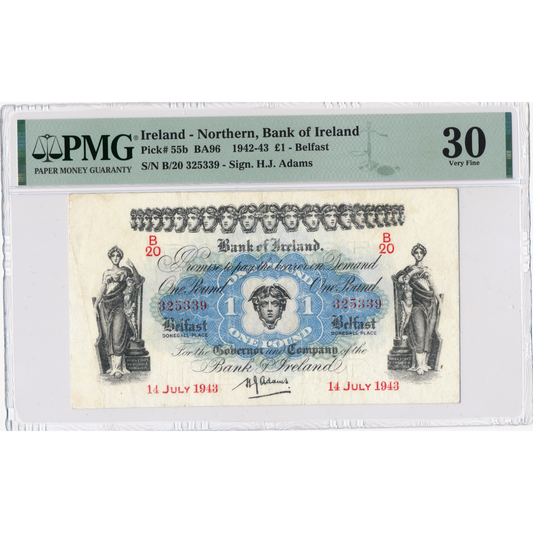 PMG
PAPER MONEY GUARANTY
Ireland - Northern, Bank of Ireland
Pick# 55b BA96 1942-43 £1 - Belfast
S/N B/20 325339 - Sign. H.J. Adams
30
Very Fine
B
20
B
20
Bank of Ireland.
Promise to pay the bearer on Demand
One Pound One Pound
325339 325339
1 1
ONE POUND
Belfast Belfast
DONEGALL PLACE DONEGALL PLACE
For the Governor and Company of the
Bank of Ireland
14 JULY 1943 14 JULY 1943
HJAdams